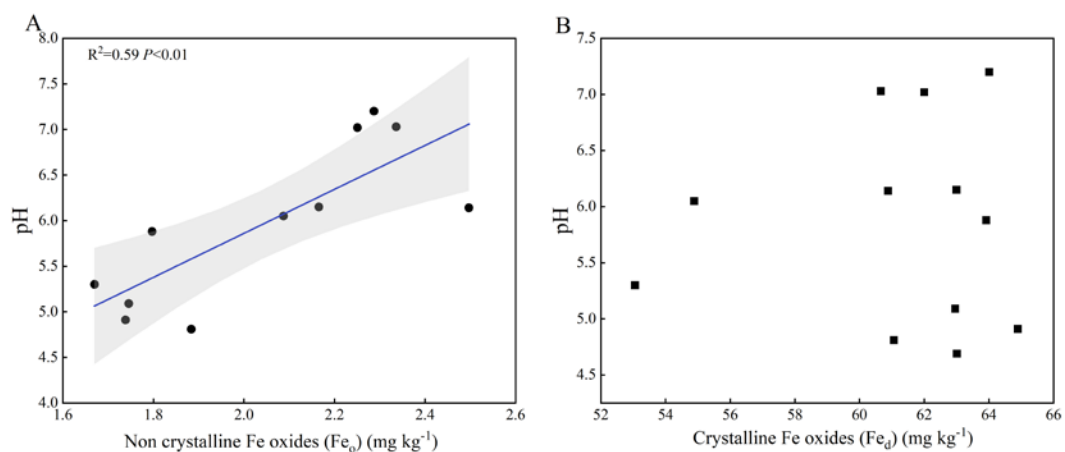 A
R²=0.59 P<0.01
pH
8.0
7.5
7.0
6.5
6.0
5.5
5.0
4.5
4.0
1.6 1.8 2.0 2.2 2.4 2.6
Non crystalline Fe oxides (Feₒ) (mg kg⁻¹)
B
pH
7.5
7.0
6.5
6.0
5.5
5.0
4.5
52 54 56 58 60 62 64 66
Crystalline Fe oxides (Fe_d) (mg kg⁻¹)